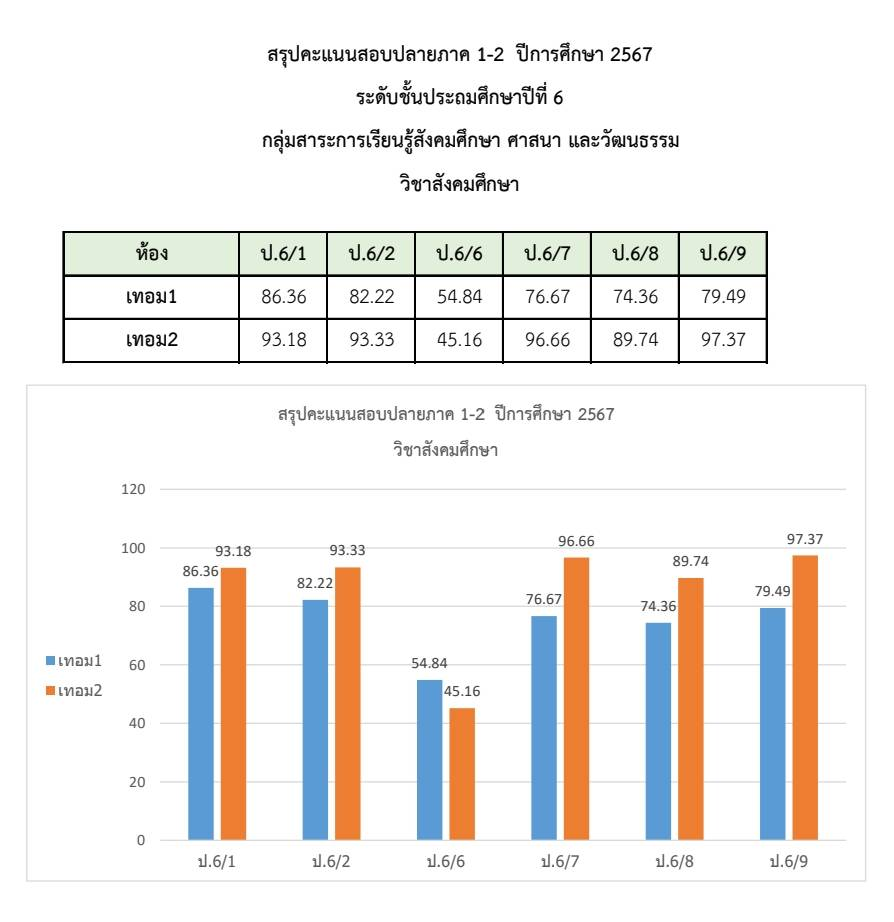 สรุปคะแนนสอบปลายภาค 1-2 ปีการศึกษา 2567
ระดับชั้นประถมศึกษาปีที่ 6
กลุ่มสาระการเรียนรู้สังคมศึกษา ศาสนา และวัฒนธรรม
วิชาสังคมศึกษา
ห้อง ป.6/1 ป.6/2 ป.6/6 ป.6/7 ป.6/8 ป.6/9
เทอม1 86.36 82.22 54.84 76.67 74.36 79.49
เทอม2 93.18 93.33 45.16 96.66 89.74 97.37
สรุปคะแนนสอบปลายภาค 1-2 ปีการศึกษา 2567
วิชาสังคมศึกษา
120
100
80
60
40
20
0
86.36 93.18 82.22 93.33 54.84 45.16 76.67 96.66 74.36 89.74 79.49 97.37
เทอม1
เทอม2
ป.6/1 ป.6/2 ป.6/6 ป.6/7 ป.6/8 ป.6/9